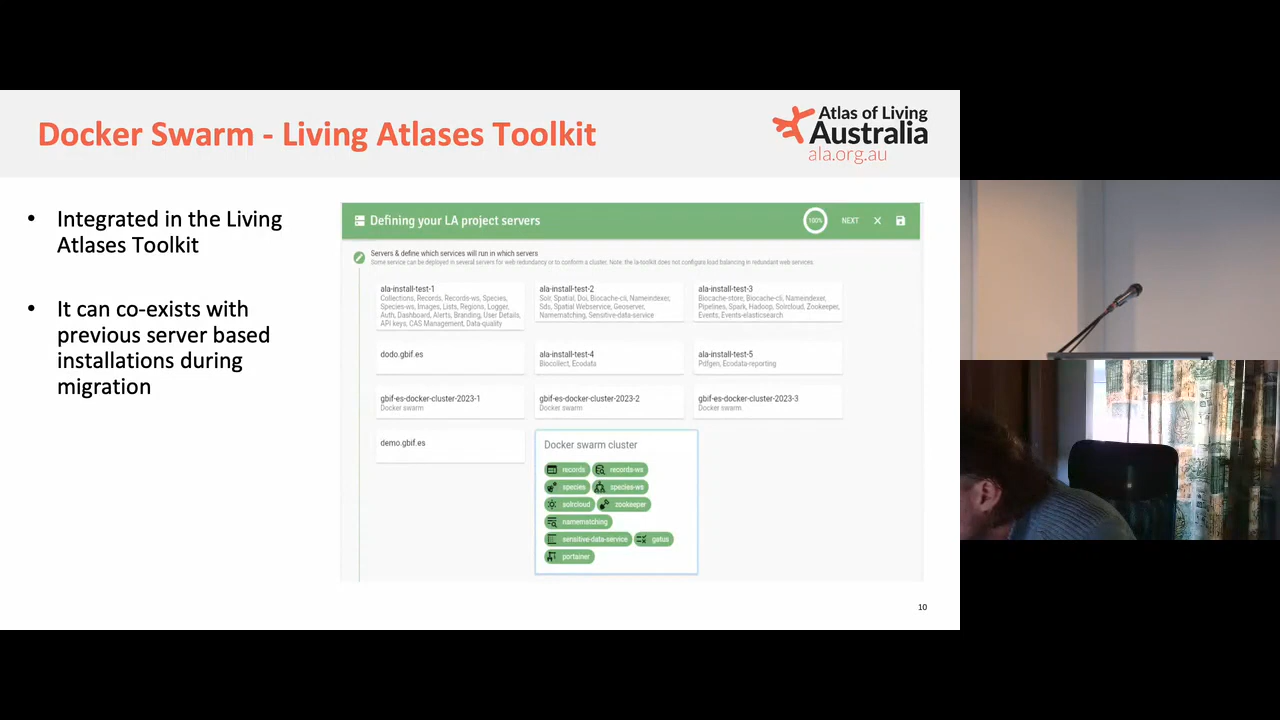 Docker Swarm - Living Atlases Toolkit
Atlas of Living
Australia
ala.org.au
• Integrated in the Living
Atlases Toolkit
• It can co-exists with
previous server based
installations during
migration
Defining your LA project servers
100%
NEXT
Servers & define which services will run in which servers
Some service can be deployed in several servers for web redundancy or to conform a cluster. Note: the la-toolkit does not configure load balancing in redundant web services.
ala-install-test-1
Collections, Records, Records-ws, Species,
Species-ws, Images, Lists, Regions, Logger,
Auth, Dashboard, Alerts, Branding, User Details,
API keys, CAS Management, Data-quality
ala-install-test-2
Solr, Spatial, Doi, Biocache-cli, Nameindexer,
Sds, Spatial Webservice, Geoserver,
Namematching, Sensitive-data-service
ala-install-test-3
Biocache-store, Biocache-cli, Nameindexer,
Pipelines, Spark, Hadoop, Solrcloud, Zookeeper,
Events, Events-elasticsearch
dodo.gbif.es
ala-install-test-4
Biocollect, Ecodata
ala-install-test-5
Pdfgen, Ecodata-reporting
gbif-es-docker-cluster-2023-1
Docker swarm
gbif-es-docker-cluster-2023-2
Docker swarm
gbif-es-docker-cluster-2023-3
Docker swarm
demo.gbif.es
Docker swarm cluster
records records-ws
species species-ws
solrcloud zookeeper
namematching
sensitive-data-service gatus
portainer
10